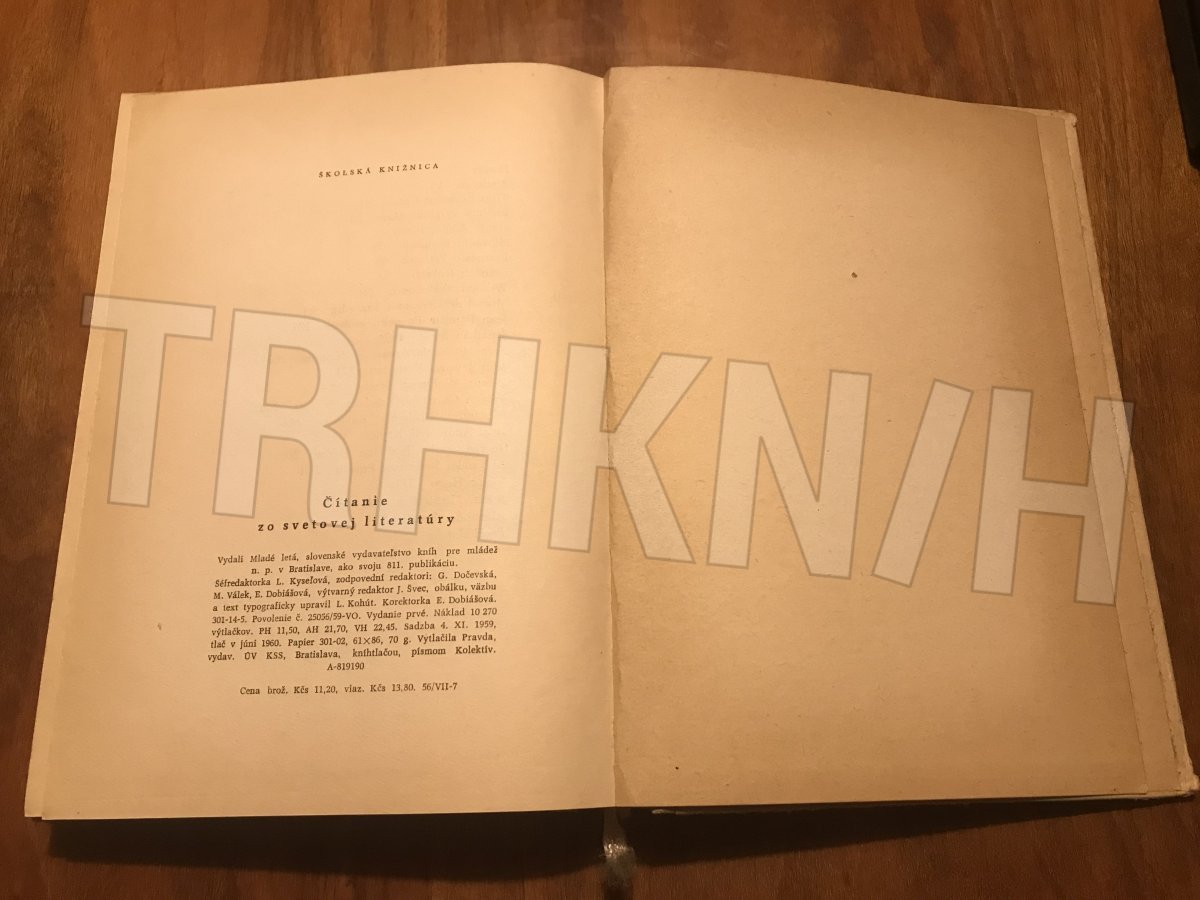 ŠKOLSKÁ KNIŽNICA
Čítanie
zo svetovej literatúry
Vydali Mladé letá, slovenské vydavateľstvo kníh pre mládež
n. p. v Bratislave, ako svoju 811. publikáciu.
Šéfredaktorka L. Kyseľová, zodpovední redaktori: G. Dočevská,
M. Válek, E. Dobiášová, výtvarný redaktor J. Švec, obálku, väzbu
a text typograficky upravil L. Kohút. Korektorka E. Dobiášová.
301-14-5. Povolenie č. 25056/59-VO. Vydanie prvé. Náklad 10 270
výtlačkov. PH 11,50, AH 21,70, VH 22,45. Sadzba 4. XI. 1959,
tlač v júni 1960. Papier 301-02, 61×86, 70 g. Vytlačila Pravda,
vydav. ÚV KSS, Bratislava, kníhtlačou, písmom Kolektív.
A-819190
Cena brož. Kčs 11,20, viaz. Kčs 13,80. 56/VII-7
TRHKN/H